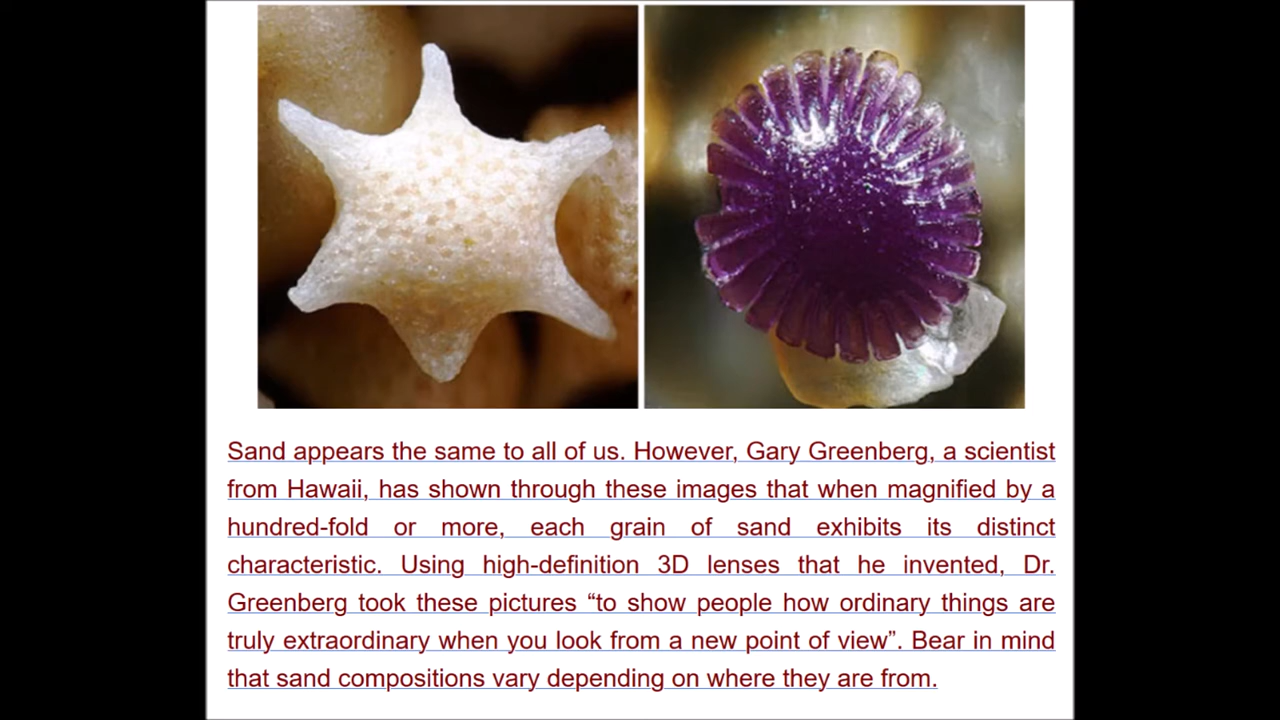 Sand appears the same to all of us. However, Gary Greenberg, a scientist
from Hawaii, has shown through these images that when magnified by a
hundred-fold or more, each grain of sand exhibits its distinct
characteristic. Using high-definition 3D lenses that he invented, Dr.
Greenberg took these pictures “to show people how ordinary things are
truly extraordinary when you look from a new point of view”. Bear in mind
that sand compositions vary depending on where they are from.